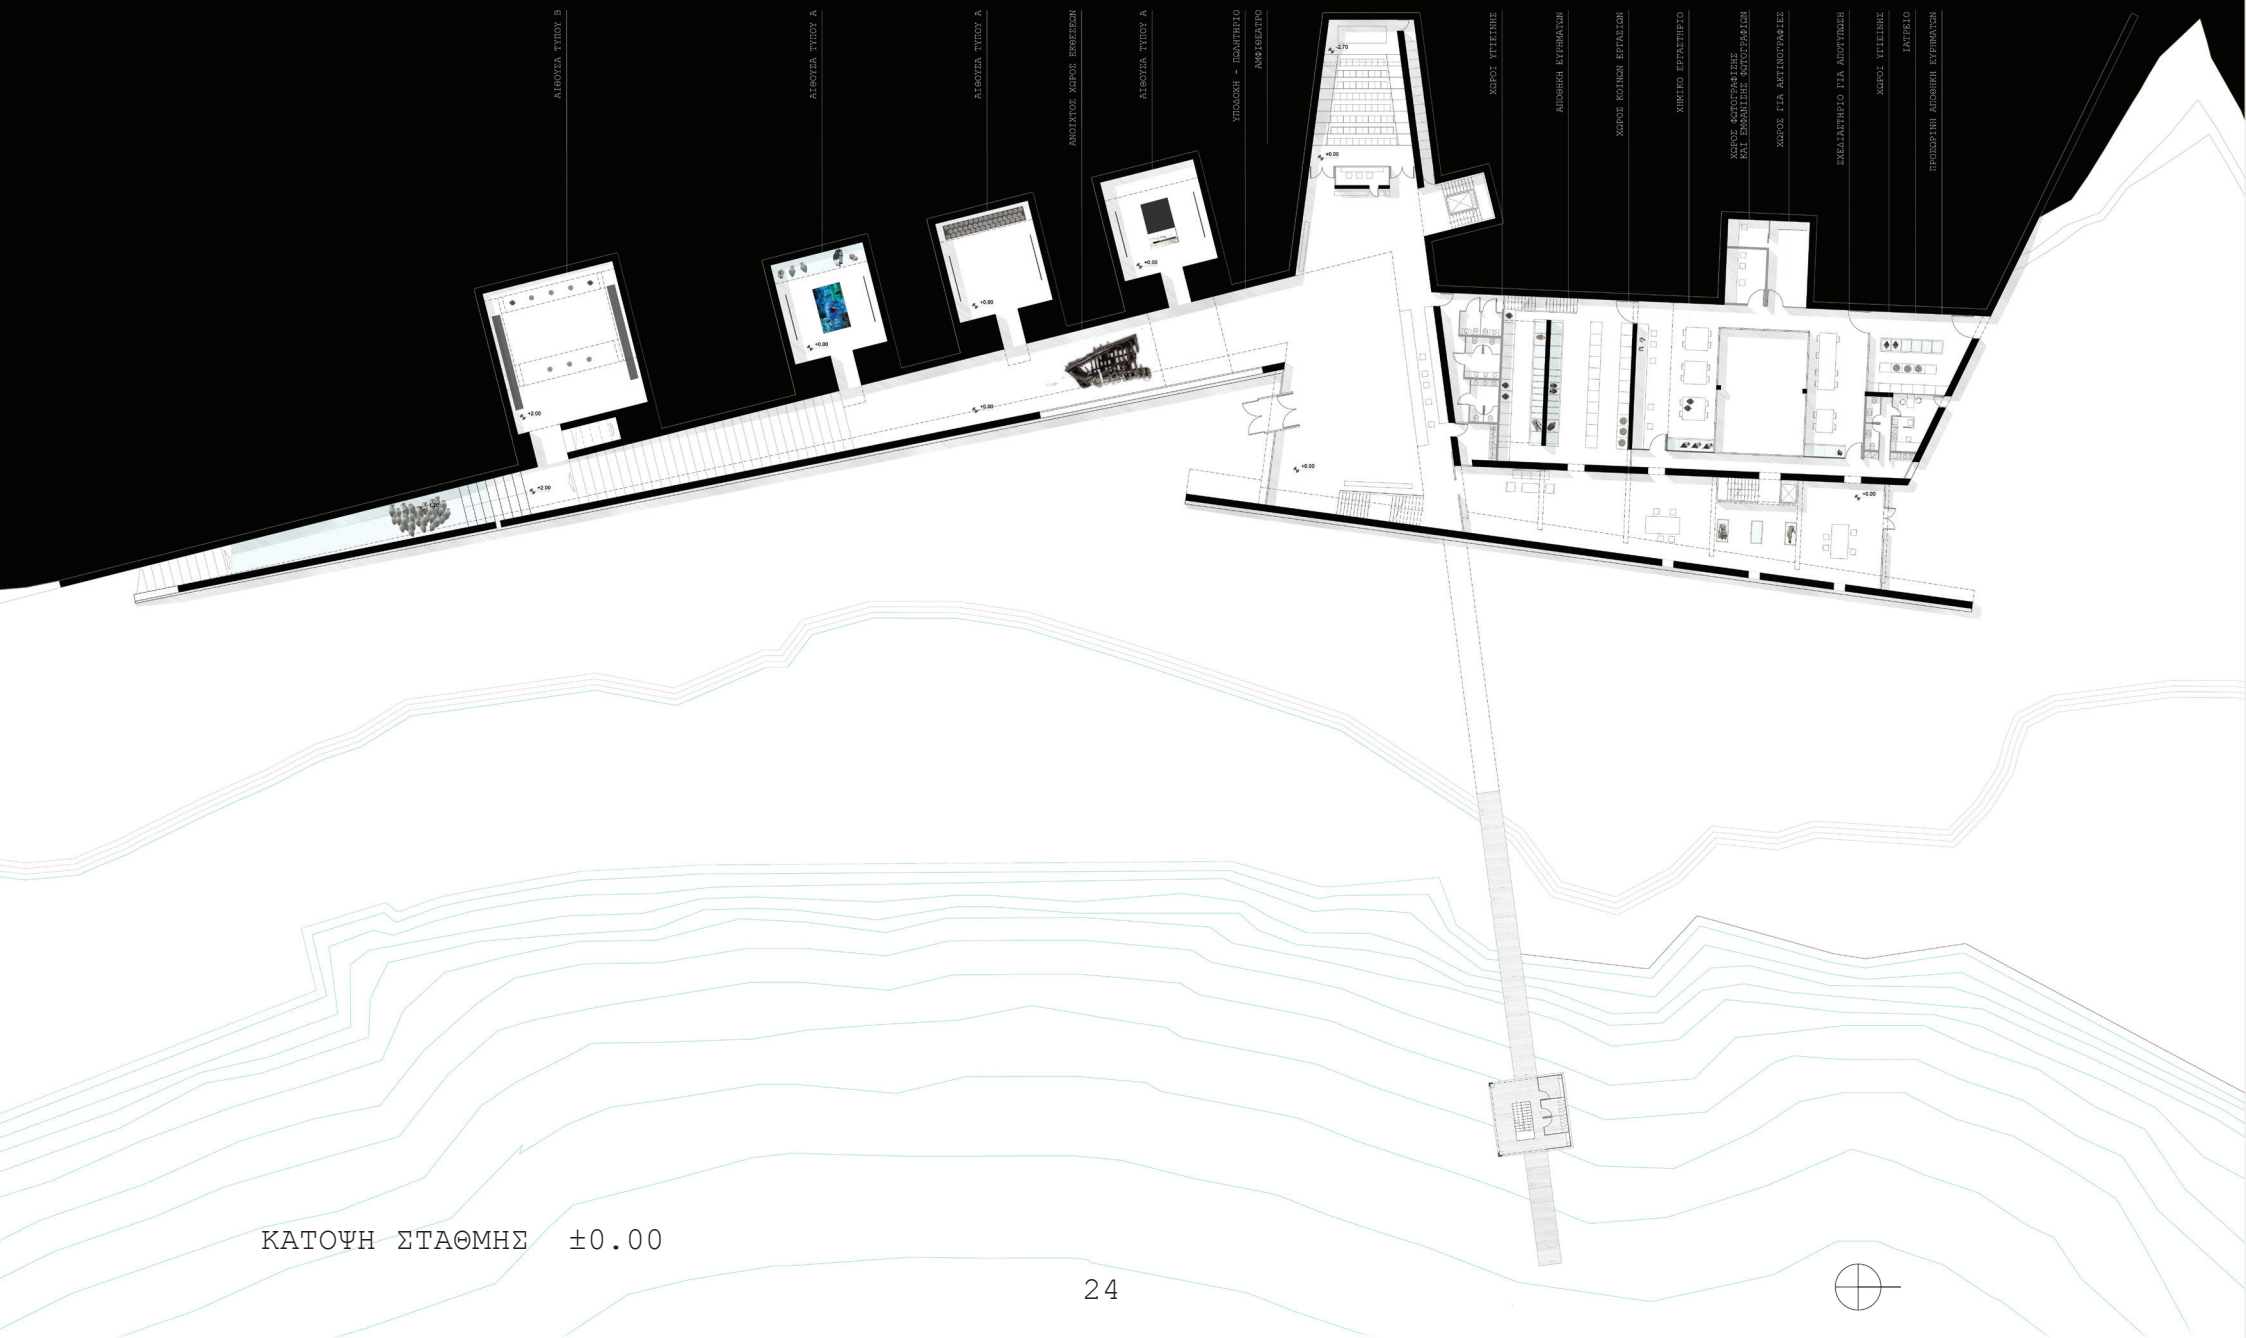 ΑΙΘΟΥΣΑ ΤΥΠΟΥ Β
ΑΙΘΟΥΣΑ ΤΥΠΟΥ Α
ΑΙΘΟΥΣΑ ΤΥΠΟΥ Α
ΑΝΟΙΧΤΟΣ ΧΩΡΟΣ ΕΚΘΕΣΕΩΝ
ΑΙΘΟΥΣΑ ΤΥΠΟΥ Α
ΥΠΟΔΟΧΗ - ΠΩΛΗΤΗΡΙΟ
ΑΜΦΙΘΕΑΤΡΟ
ΧΩΡΟΙ ΥΓΙΕΙΝΗΣ
ΑΠΟΘΗΚΗ ΕΥΡΗΜΑΤΩΝ
ΧΩΡΟΣ ΚΟΙΝΩΝ ΕΡΓΑΣΙΩΝ
ΧΗΜΙΚΟ ΕΡΓΑΣΤΗΡΙΟ
ΧΩΡΟΣ ΦΩΤΟΓΡΑΦΙΣΗΣ
ΚΑΙ ΕΜΦΑΝΙΣΗΣ ΦΩΤΟΓΡΑΦΙΩΝ
ΧΩΡΟΣ ΓΙΑ ΑΚΤΙΝΟΓΡΑΦΙΕΣ
ΣΧΕΔΙΑΣΤΗΡΙΟ ΓΙΑ ΑΠΟΤΥΠΩΣΗ
ΧΩΡΟΙ ΥΓΙΕΙΝΗΣ
ΙΑΤΡΕΙΟ
ΠΡΟΣΩΡΙΝΗ ΑΠΟΘΗΚΗ ΕΥΡΗΜΑΤΩΝ
-2.70
+0.00
+0.00
+0.00
+0.00
+2.00
+0.00
+0.00
+2.00
-1.20
+0.00
ΚΑΤΟΨΗ ΣΤΑΘΜΗΣ ±0.00
24